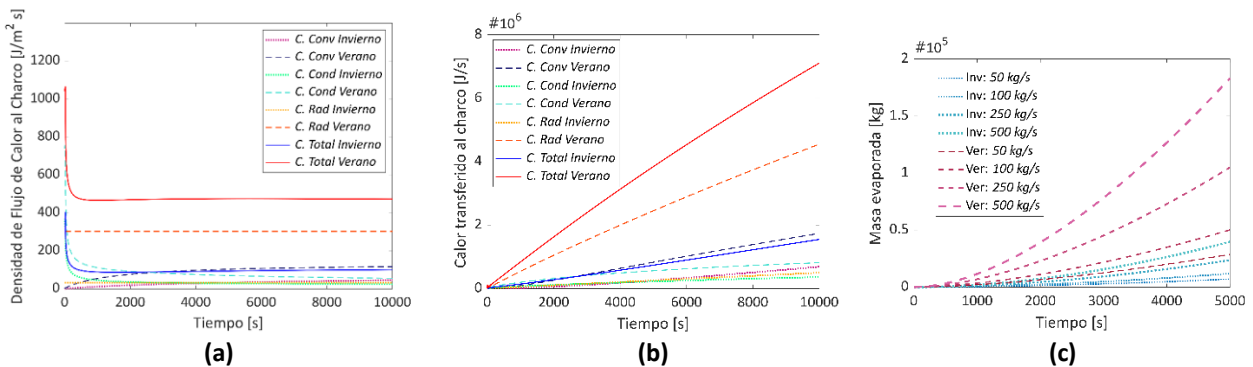 Densidad de Flujo de Calor al Charco [J/m² s]
1200
1000
800
600
400
200
0
C. Conv Invierno
C. Conv Verano
C. Cond Invierno
C. Cond Verano
C. Rad Invierno
C. Rad Verano
C. Total Invierno
C. Total Verano
0 2000 4000 6000 8000 10000
Tiempo [s]
(a)
#10⁶
Calor transferido al charco [J/s]
8
6
4
2
0
C. Conv Invierno
C. Conv Verano
C. Cond Invierno
C. Cond Verano
C. Rad Invierno
C. Rad Verano
C. Total Invierno
C. Total Verano
0 2000 4000 6000 8000 10000
Tiempo [s]
(b)
#10⁵
Masa evaporada [kg]
2
1.5
1
0.5
0
Inv: 50 kg/s
Inv: 100 kg/s
Inv: 250 kg/s
Inv: 500 kg/s
Ver: 50 kg/s
Ver: 100 kg/s
Ver: 250 kg/s
Ver: 500 kg/s
0 1000 2000 3000 4000 5000
Tiempo [s]
(c)